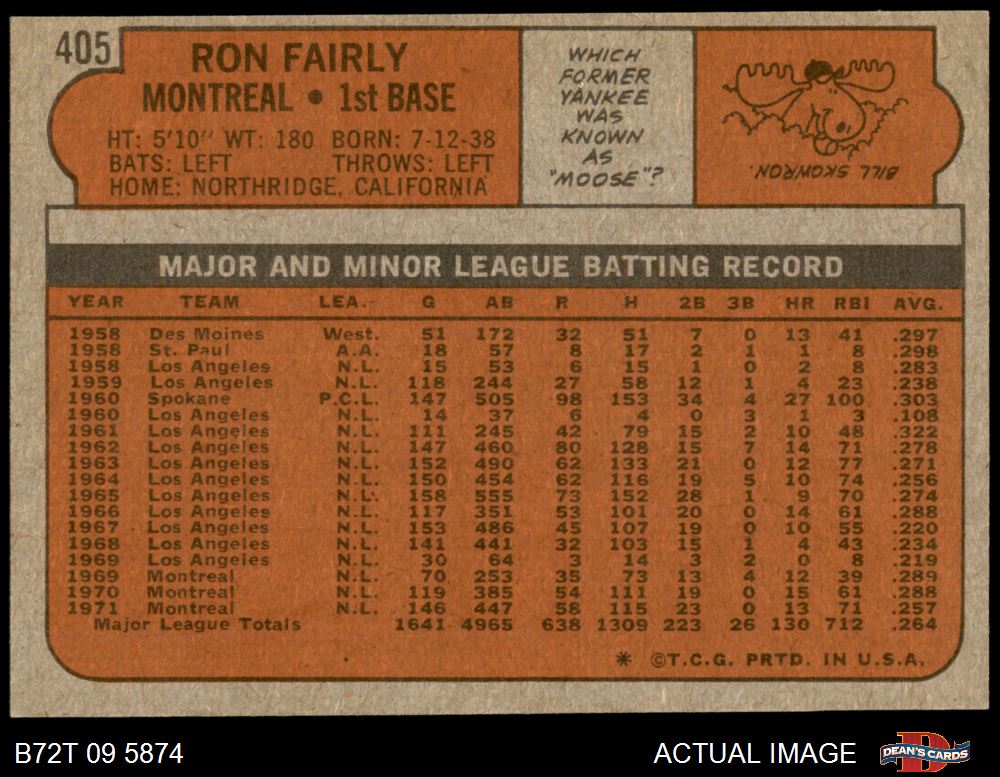 405
RON FAIRLY
MONTREAL • 1st BASE
HT: 5'10" WT: 180 BORN: 7-12-38
BATS: LEFT THROWS: LEFT
HOME: NORTHRIDGE, CALIFORNIA
WHICH
FORMER
YANKEE
WAS
KNOWN
AS
"MOOSE"?
BILL SKOWRON.
MAJOR AND MINOR LEAGUE BATTING RECORD
YEAR TEAM LEA. G AB R H 2B 3B HR RBI AVG.
1958 Des Moines West. 51 172 32 51 7 0 13 41 .297
1958 St. Paul A.A. 18 57 8 17 2 1 1 8 .298
1958 Los Angeles N.L. 15 53 6 15 1 0 2 8 .283
1959 Los Angeles N.L. 118 244 27 58 12 1 4 23 .238
1960 Spokane P.C.L. 147 505 98 153 34 4 27 100 .303
1960 Los Angeles N.L. 14 37 6 4 0 3 1 3 .108
1961 Los Angeles N.L. 111 245 42 79 15 2 10 48 .322
1962 Los Angeles N.L. 147 460 80 128 15 7 14 71 .278
1963 Los Angeles N.L. 152 490 62 133 21 0 12 77 .271
1964 Los Angeles N.L. 150 454 62 116 19 5 10 74 .256
1965 Los Angeles N.L. 158 555 73 152 28 1 9 70 .274
1966 Los Angeles N.L. 117 351 53 101 20 0 14 61 .288
1967 Los Angeles N.L. 153 486 45 107 19 0 10 55 .220
1968 Los Angeles N.L. 141 441 32 103 15 1 4 43 .234
1969 Los Angeles N.L. 30 64 3 14 3 2 0 8 .219
1969 Montreal N.L. 70 253 35 73 13 4 12 39 .289
1970 Montreal N.L. 119 385 54 111 19 0 15 61 .288
1971 Montreal N.L. 146 447 58 115 23 0 13 71 .257
Major League Totals 1641 4965 638 1309 223 26 130 712 .264
* ©T.C.G. PRTD. IN U.S.A.
B72T 09 5874
ACTUAL IMAGE
D
DEAN'S CARDS